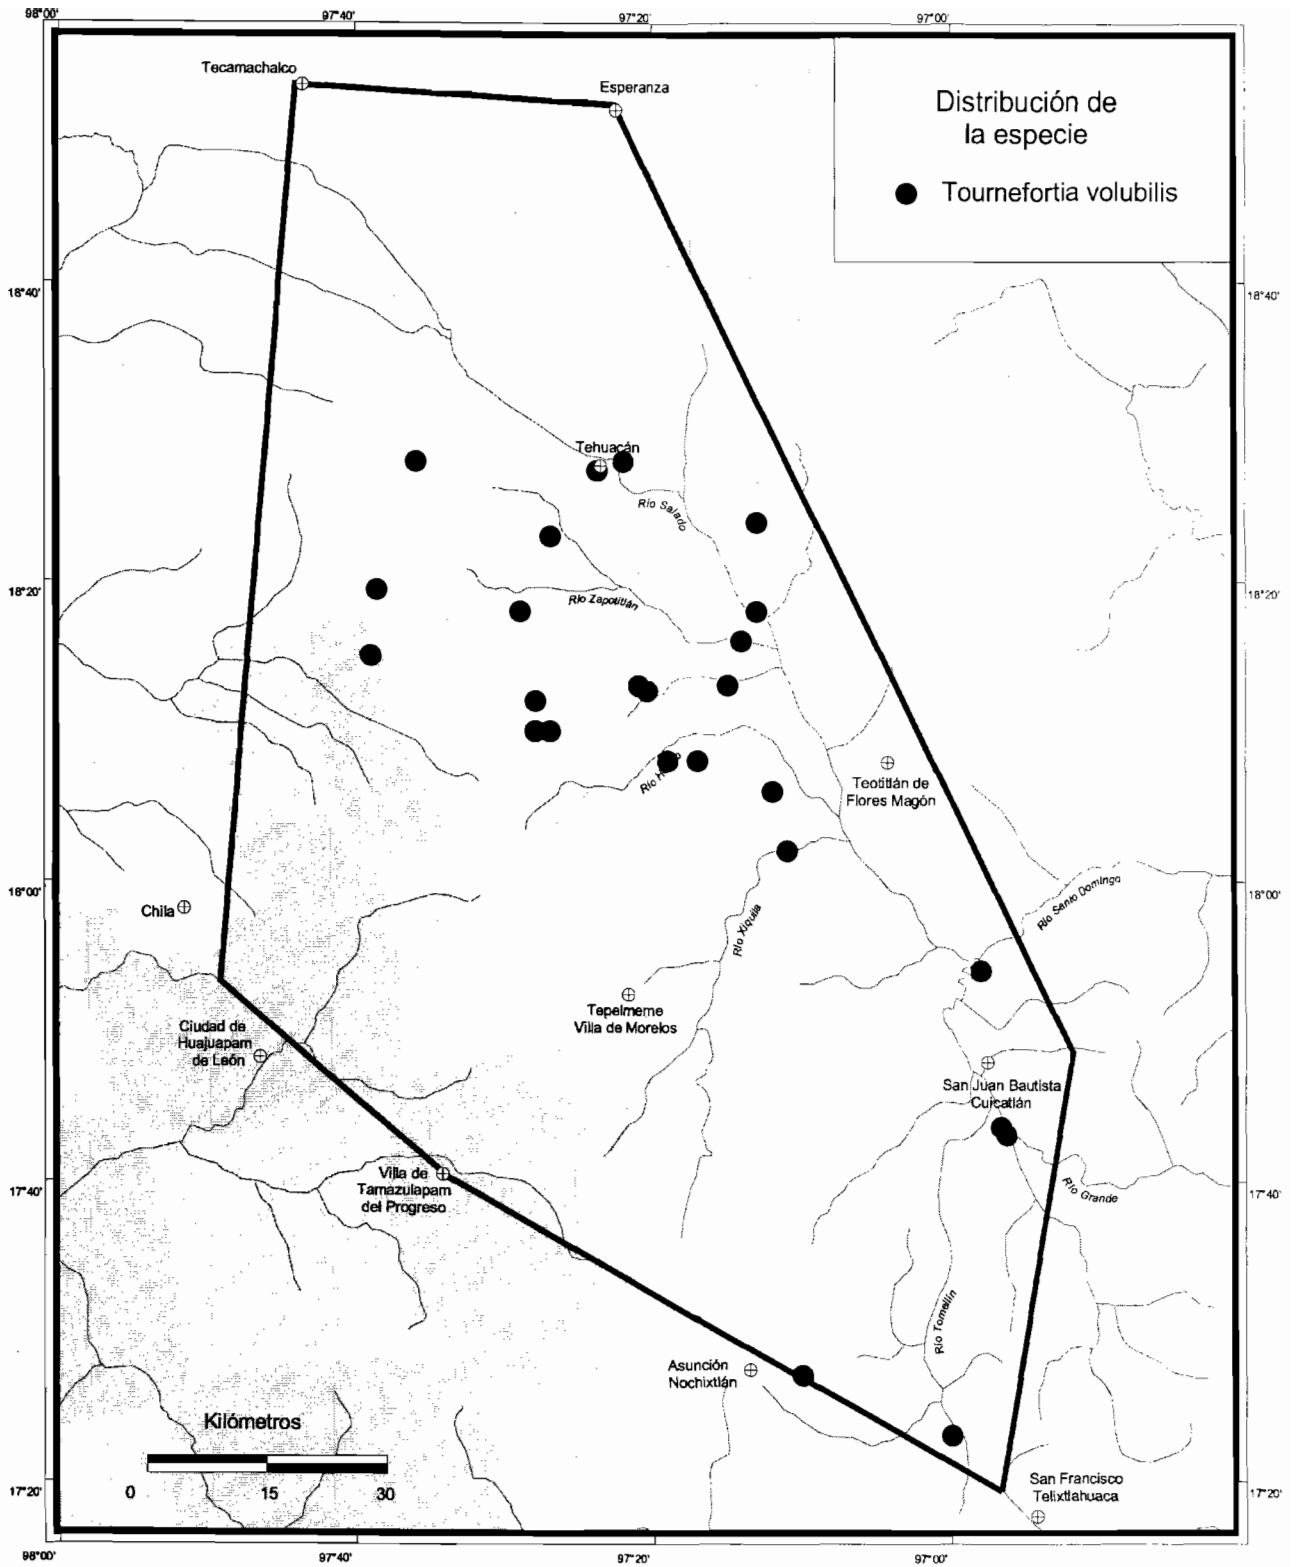 98°00'
97°40'
97°20'
97°00'
Tecamachalco
Esperanza
Distribución de
la especie
Tournefortia volubilis
18°40'
18°40'
Tehuacán
Río Salado
18°20'
18°20'
Río Zapotitlán
Río
Teotitlán de
Flores Magón
18°00'
18°00'
Chila
Río Santo Domingo
Río Xiquila
Tepelmeme
Villa de Morelos
Ciudad de
Huajuapam
de León
San Juan Bautista
Cuicatlán
17°40'
17°40'
Villa de
Tamazulapam
del Progreso
Río Grande
Río Tomellín
Asunción
Nochixtlán
Kilómetros
0 15 30
17°20'
17°20'
San Francisco
Telixtlahuaca
98°00'
97°40'
97°20'
97°00'